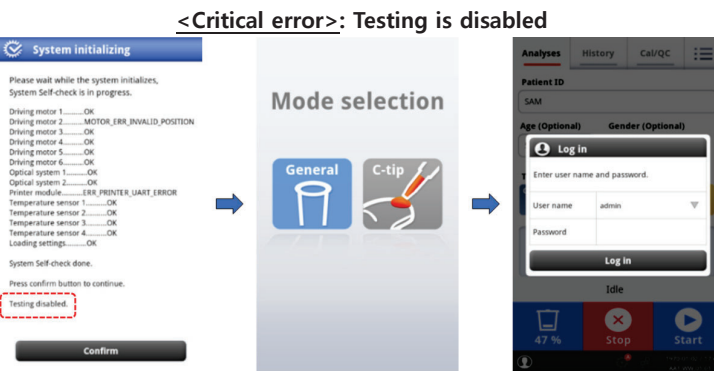 <Critical error>: Testing is disabled
System initializing
Please wait while the system initializes,
System Self-check is in progress.
Driving motor 1..........OK
Driving motor 2..........MOTOR_ERR_INVALID_POSITION
Driving motor 3..........OK
Driving motor 4..........OK
Driving motor 5..........OK
Driving motor 6..........OK
Optical system 1..........OK
Optical system 2..........OK
Printer module..........ERR_PRINTER_UART_ERROR
Temperature sensor 1..........OK
Temperature sensor 2..........OK
Temperature sensor 3..........OK
Temperature sensor 4..........OK
Loading settings..........OK
System Self-check done.
Press confirm button to continue.
Testing disabled.
Confirm
Mode selection
General
C-tip
Analyses History Cal/QC
Patient ID
SAM
Age (Optional) Gender (Optional)
Log in
Enter user name and password.
User name admin
Password
Log in
Idle
47 % Stop Start